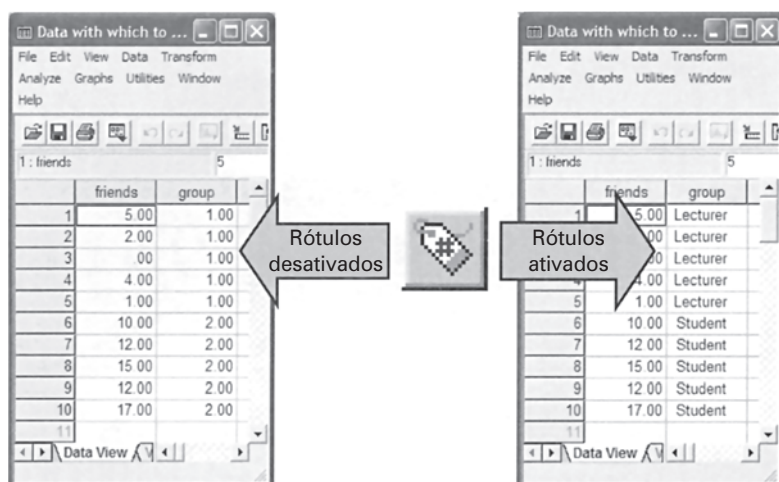 Data with which to ...
File Edit View Data Transform
Analyze Graphs Utilities Window
Help
1 : friends 5
friends group
1 5.00 1.00
2 2.00 1.00
3 .00 1.00
4 4.00 1.00
5 1.00 1.00
6 10.00 2.00
7 12.00 2.00
8 15.00 2.00
9 12.00 2.00
10 17.00 2.00
11
Data View
Rótulos
desativados
#
Rótulos
ativados
Data with which to ...
File Edit View Data Transform
Analyze Graphs Utilities Window
Help
1 : friends 5
friends group
1 5.00 Lecturer
00 Lecturer
00 Lecturer
4.00 Lecturer
5 1.00 Lecturer
6 10.00 Student
7 12.00 Student
8 15.00 Student
9 12.00 Student
10 17.00 Student
11
Data View